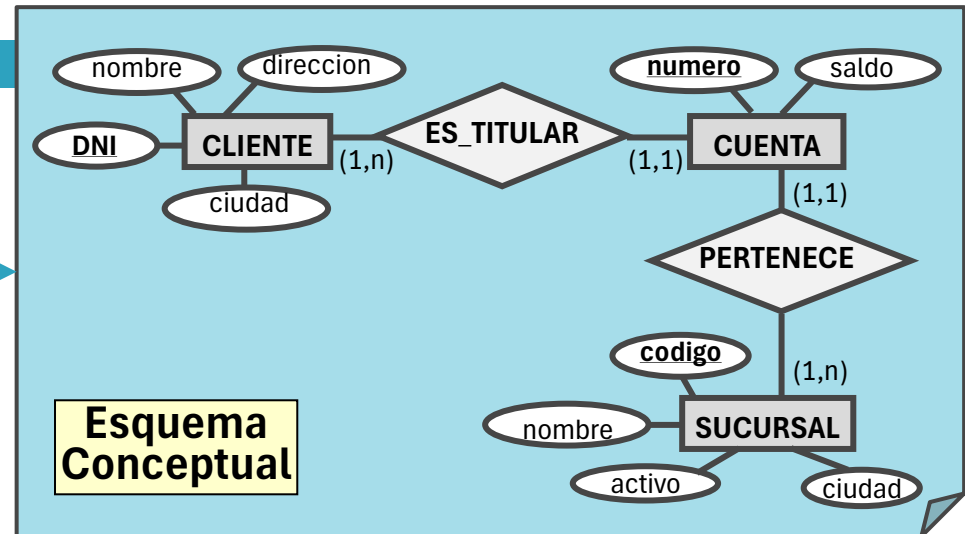 nombre
direccion
numero
saldo
DNI
CLIENTE
(1,n)
ES_TITULAR
(1,1)
CUENTA
ciudad
(1,1)
PERTENECE
codigo
(1,n)
nombre
SUCURSAL
activo
ciudad
Esquema
Conceptual